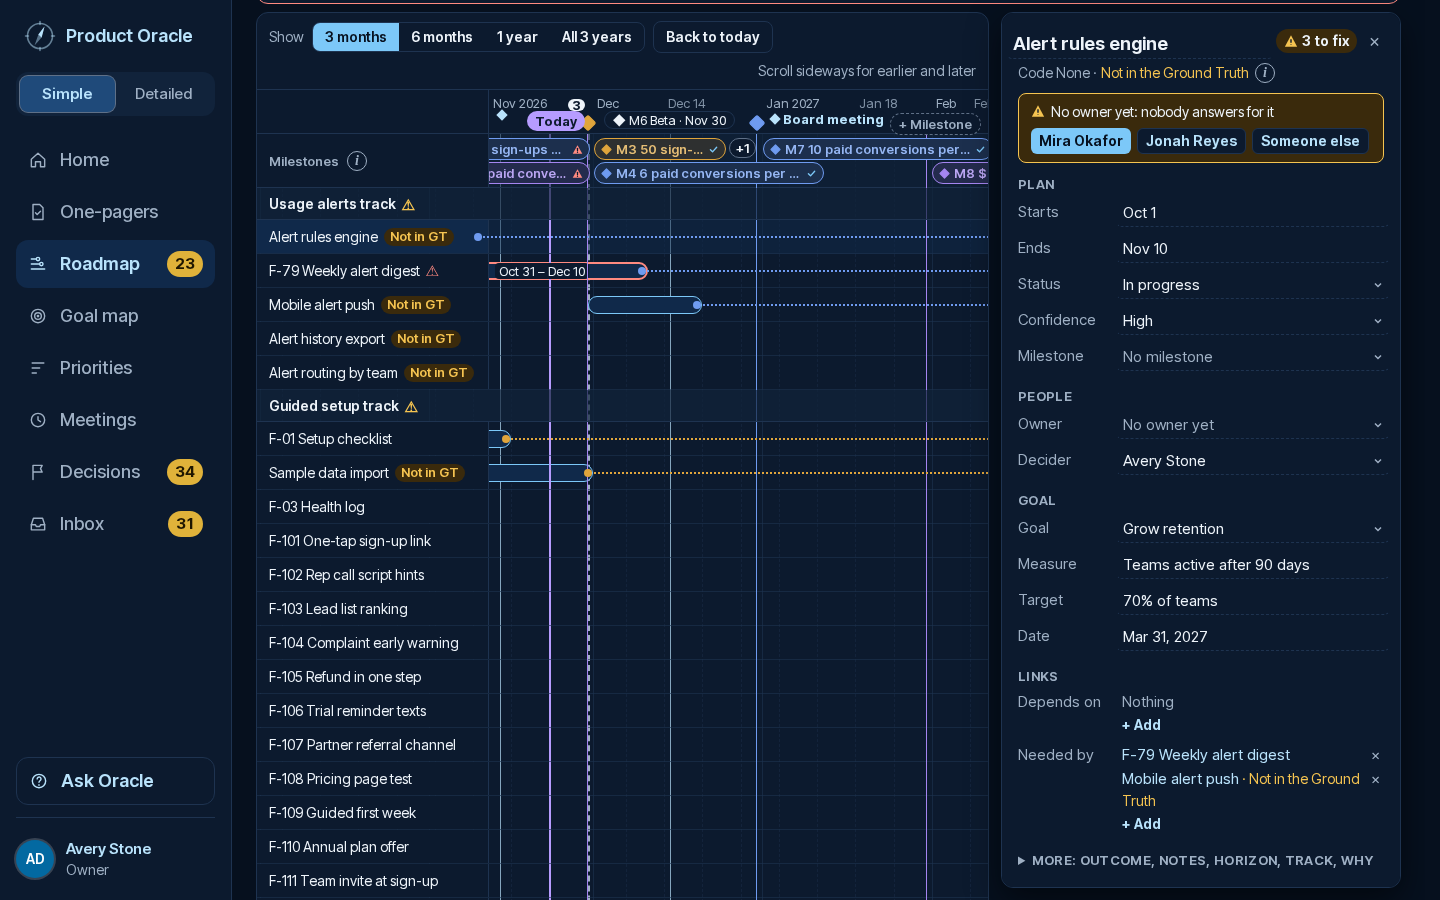 Product Oracle
Simple
Detailed
Home
One-pagers
Roadmap
23
Goal map
Priorities
Meetings
Decisions
34
Inbox
31
Ask Oracle
AD
Avery Stone
Owner
Show
3 months
6 months
1 year
All 3 years
Back to today
Scroll sideways for earlier and later
Nov 2026
3
Dec
Dec 14
Jan 2027
Jan 18
Feb
Fe
Today
M6 Beta · Nov 30
Board meeting
+ Milestone
Milestones
i
sign-ups ...
M3 50 sign-...
+1
M7 10 paid conversions per...
paid conve...
M4 6 paid conversions per ...
M8 $
Usage alerts track
Alert rules engine
Not in GT
F-79 Weekly alert digest
Oct 31 – Dec 10
Mobile alert push
Not in GT
Alert history export
Not in GT
Alert routing by team
Not in GT
Guided setup track
F-01 Setup checklist
Sample data import
Not in GT
F-03 Health log
F-101 One-tap sign-up link
F-102 Rep call script hints
F-103 Lead list ranking
F-104 Complaint early warning
F-105 Refund in one step
F-106 Trial reminder texts
F-107 Partner referral channel
F-108 Pricing page test
F-109 Guided first week
F-110 Annual plan offer
F-111 Team invite at sign-up
Alert rules engine
3 to fix
×
Code None · Not in the Ground Truth
i
No owner yet: nobody answers for it
Mira Okafor
Jonah Reyes
Someone else
PLAN
Starts
Oct 1
Ends
Nov 10
Status
In progress
Confidence
High
Milestone
No milestone
PEOPLE
Owner
No owner yet
Decider
Avery Stone
GOAL
Goal
Grow retention
Measure
Teams active after 90 days
Target
70% of teams
Date
Mar 31, 2027
LINKS
Depends on
Nothing
+ Add
Needed by
F-79 Weekly alert digest
×
Mobile alert push · Not in the Ground
Truth
×
+ Add
MORE: OUTCOME, NOTES, HORIZON, TRACK, WHY